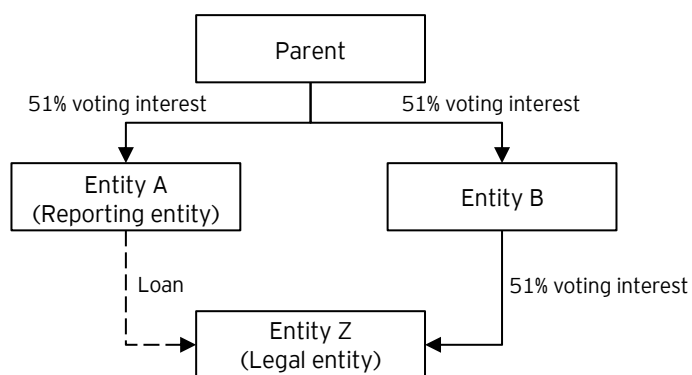 Parent
51% voting interest
51% voting interest
Entity A
(Reporting entity)
Entity B
Loan
51% voting interest
Entity Z
(Legal entity)